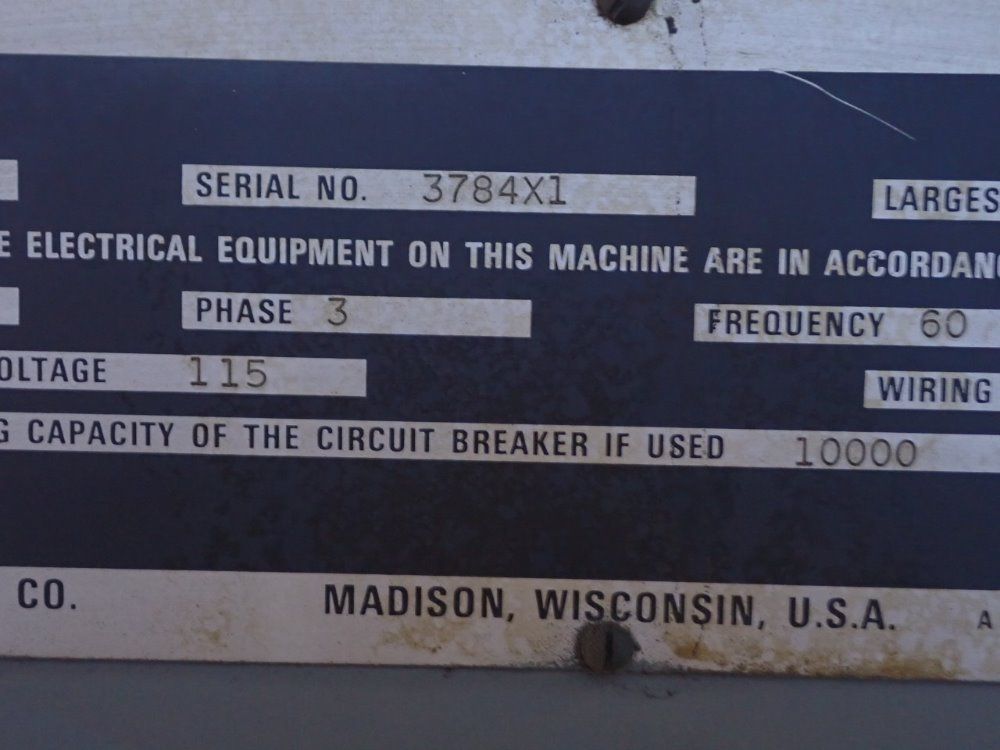 SERIAL NO. 3784X1 LARGES
E ELECTRICAL EQUIPMENT ON THIS MACHINE ARE IN ACCORDANC
PHASE 3 FREQUENCY 60
OLTAGE 115 WIRING
G CAPACITY OF THE CIRCUIT BREAKER IF USED 10000
CO. MADISON, WISCONSIN, U.S.A. A